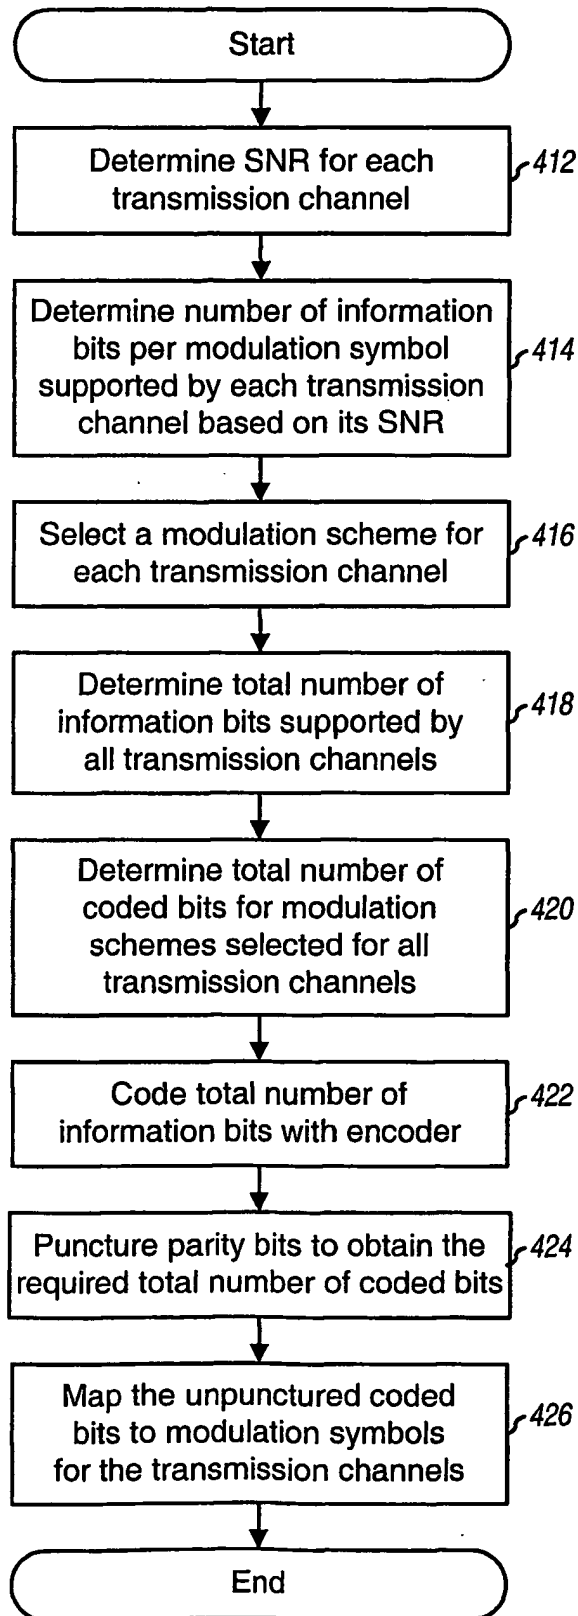 Start
Determine SNR for each
transmission channel
412
Determine number of information
bits per modulation symbol
supported by each transmission
channel based on its SNR
414
Select a modulation scheme for
each transmission channel
416
Determine total number of
information bits supported by
all transmission channels
418
Determine total number of
coded bits for modulation
schemes selected for all
transmission channels
420
Code total number of
information bits with encoder
422
Puncture parity bits to obtain the
required total number of coded bits
424
Map the unpunctured coded
bits to modulation symbols
for the transmission channels
426
End